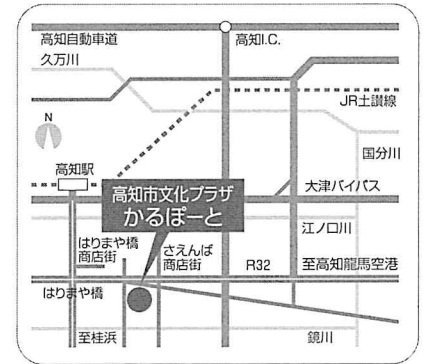 高知自動車道
高知I.C.
久万川
JR土讃線
N
国分川
高知駅
大津バイパス
高知市文化プラザ
かるぽーと
江ノ口川
はりまや橋
商店街
さえんば
商店街
R32
至高知龍馬空港
はりまや橋
至桂浜
鏡川